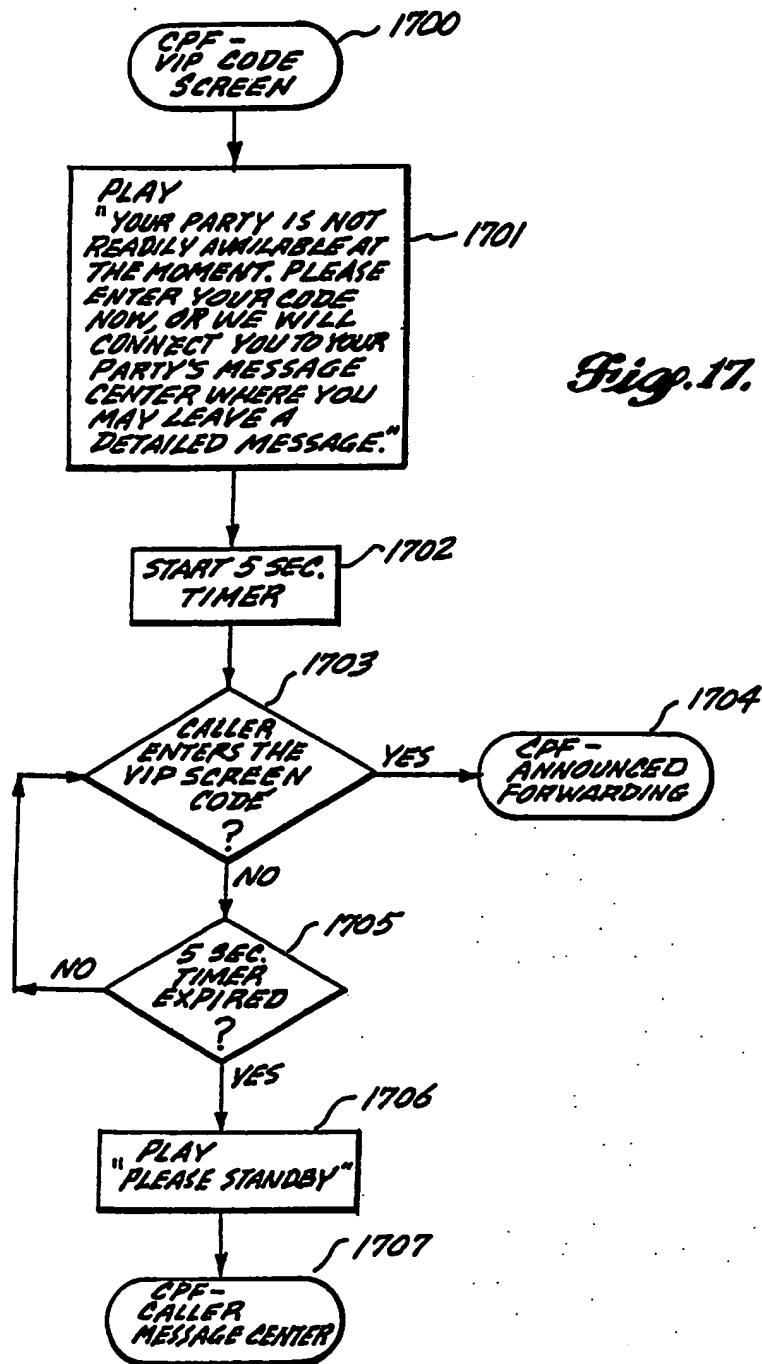 1700
CPF-
VIP CODE
SCREEN
PLAY
"YOUR PARTY IS NOT
READILY AVAILABLE AT
THE MOMENT. PLEASE
ENTER YOUR CODE
NOW, OR WE WILL
CONNECT YOU TO YOUR
PARTY'S MESSAGE
CENTER WHERE YOU
MAY LEAVE A
DETAILED MESSAGE."
1701
Fig. 17.
1702
START 5 SEC.
TIMER
1703
CALLER
ENTERS THE
VIP SCREEN
CODE
?
YES
1704
CPF-
ANNOUNCED
FORWARDING
NO
1705
5 SEC.
TIMER
EXPIRED
?
NO
YES
1706
PLAY
"PLEASE STANDBY"
1707
CPF-
CALLER
MESSAGE CENTER